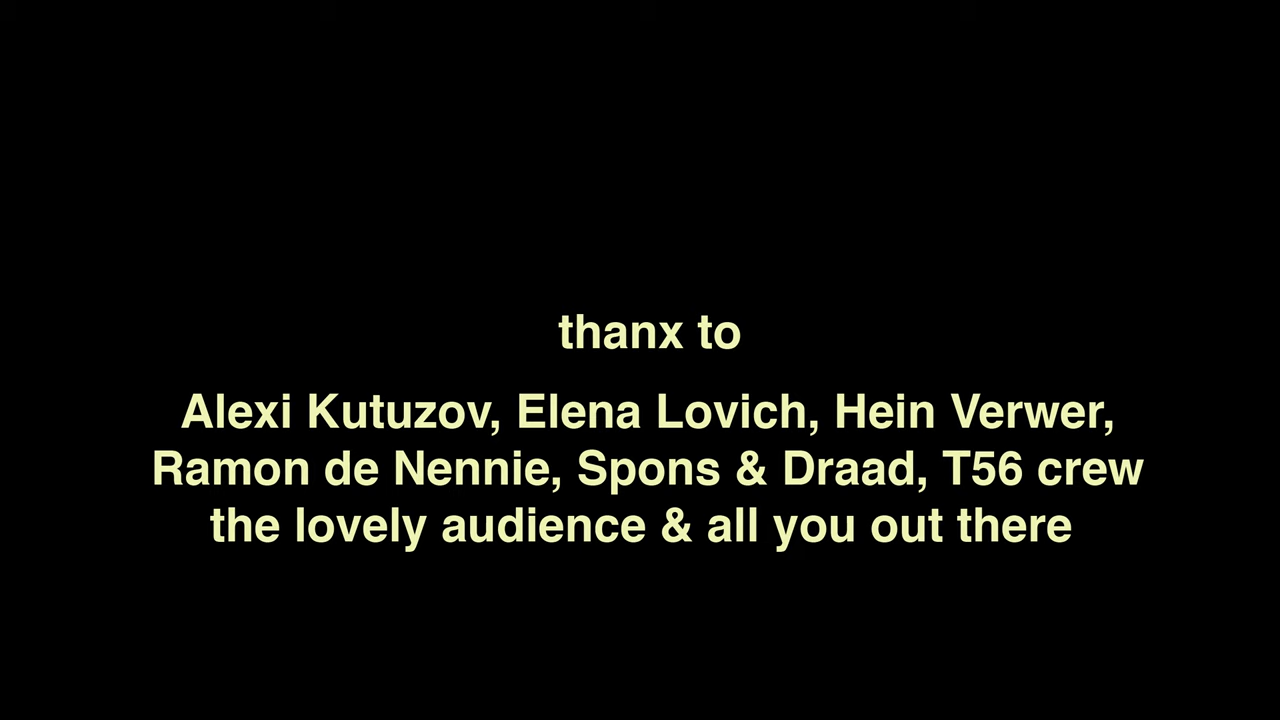 thanx to
Alexi Kutuzov, Elena Lovich, Hein Verwer,
Ramon de Nennie, Spons & Draad, T56 crew
the lovely audience & all you out there